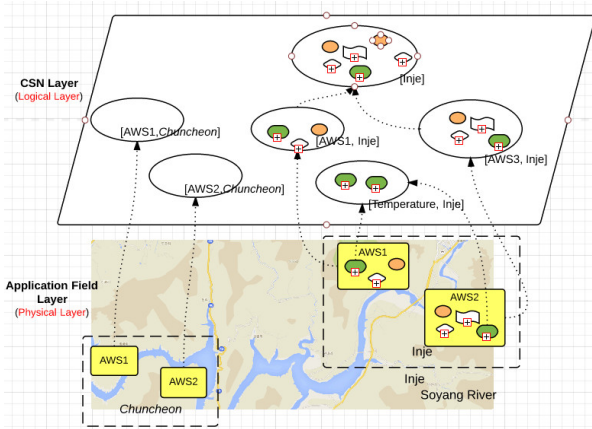 CSN Layer
(Logical Layer)
[Inje]
[AWS1,Chuncheon]
[AWS1, Inje]
[AWS3, Inje]
[AWS2,Chuncheon]
[Temperature, Inje]
Application Field
Layer
(Physical Layer)
AWS1
AWS2
Inje
AWS1
AWS2
Chuncheon
Inje
Soyang River